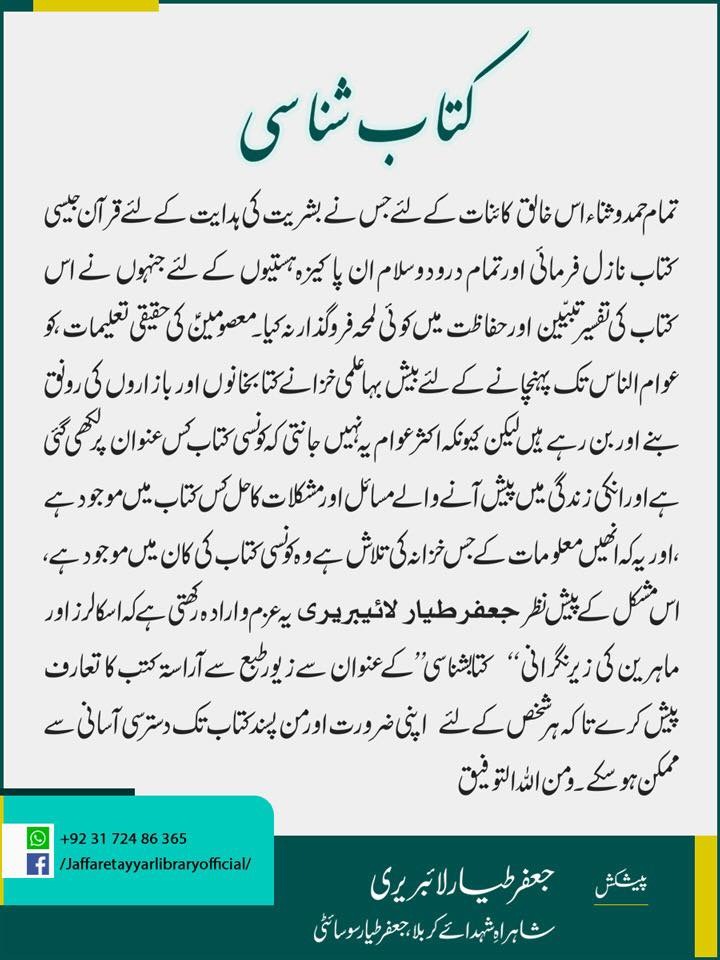 کتاب شناسی
تمام حمد و ثناء اس خالق کائنات کے لئے جس نے بشریت کی ہدایت کے لئے قرآن جیسی
کتاب نازل فرمائی اور تمام درود و سلام ان پاکیزہ ہستیوں کے لئے جنہوں نے اس
کتاب کی تفسیر تبیّین اور حفاظت میں کوئی لمحہ فروگذار نہ کیا۔ معصومینؑ کی حقیقی تعلیمات ،کو
عوام الناس تک پہنچانے کے لئے بیش بہا علمی خزانے کتابخانوں اور بازاروں کی رونق
بنے اور بن رہے ہیں لیکن کیونکہ اکثر عوام یہ نہیں جانتی کہ کونسی کتاب کس عنوان پر لکھی گئی
ہے اور انکی زندگی میں پیش آنے والے مسائل اور مشکلات کا حل کس کتاب میں موجود ہے
،اور یہ کہ انھیں معلومات کے جس خزانہ کی تلاش ہے وہ کونسی کتاب کی کان میں موجود ہے،
اس مشکل کے پیش نظر جعفر طیار لائیبریری یہ عزم و ارادہ رکھتی ہے کہ اسکالرز اور
ماہرین کی زیر نگرانی “ کتابشناسی” کے عنوان سے زیور طبع سے آراستہ کتب کا تعارف
پیش کرے تاکہ ہر شخص کے لئے اپنی ضرورت اور من پسند کتاب تک دسترسی آسانی سے
ممکن ہو سکے۔ ومن اللہ التوفیق
+92 31 724 86 365
/Jaffaretayyarlibraryofficial/
پیشکش
جعفر طیار لائبریری
شاہراہِ شہدائے کربلا، جعفر طیار سوسائٹی